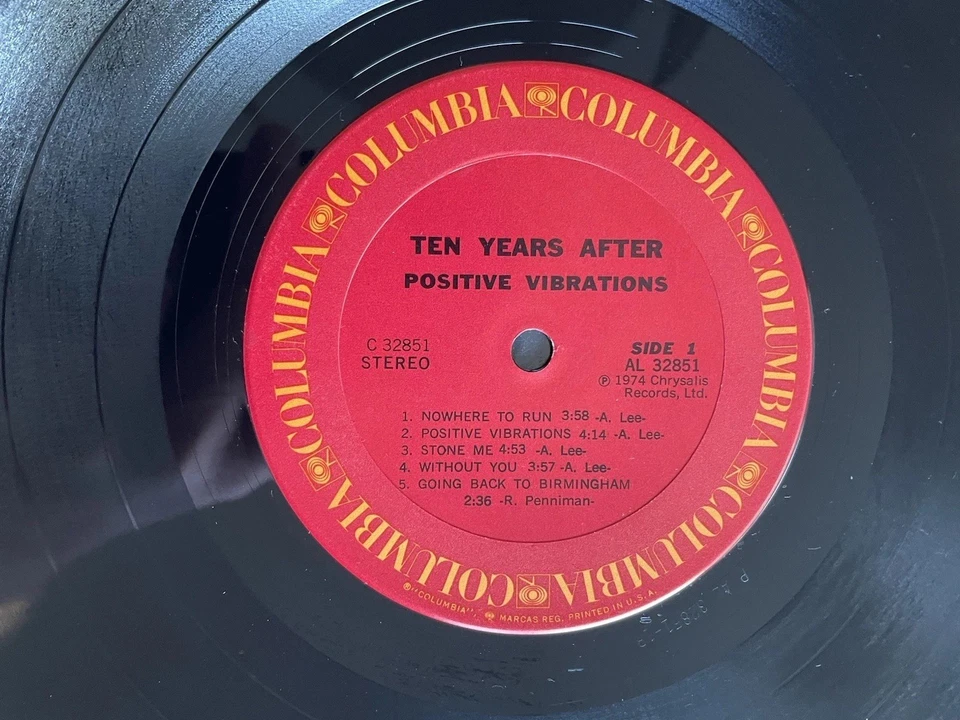 COLUMBIA COLUMBIA COLUMBIA COLUMBIA COLUMBIA COLUMBIA
TEN YEARS AFTER
POSITIVE VIBRATIONS
C 32851
STEREO
SIDE 1
AL 32851
℗ 1974 Chrysalis
Records, Ltd.
1. NOWHERE TO RUN 3:58 -A. Lee-
2. POSITIVE VIBRATIONS 4:14 -A. Lee-
3. STONE ME 4:53 -A. Lee-
4. WITHOUT YOU 3:57 -A. Lee-
5. GOING BACK TO BIRMINGHAM
2:36 -R. Penniman-
®"COLUMBIA", MARCAS REG. PRINTED IN U.S.A.